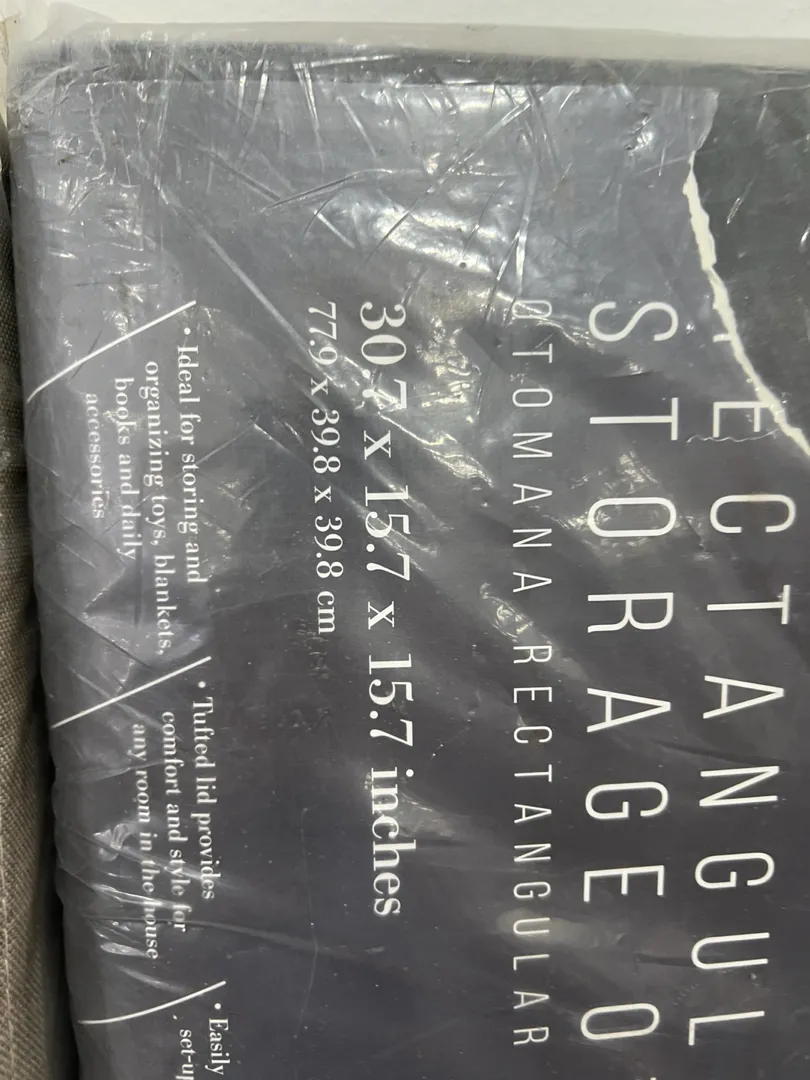 ECTANGUL
STORAGE O
OTOMANA RECTANGULAR
30.7 x 15.7 x 15.7 inches
77.9 x 39.8 x 39.8 cm
• Ideal for storing and
organizing toys, blankets,
books and daily
accessories
• Tufted lid provides
comfort and style for
any room in the house
• Easily
set-up